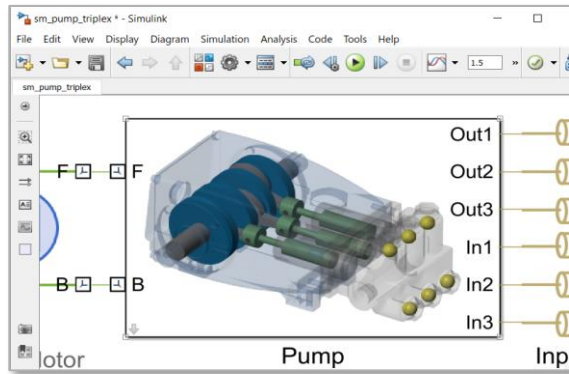 sm_pump_triplex * - Simulink
File Edit View Display Diagram Simulation Analysis Code Tools Help
1.5 »
sm_pump_triplex
Out1
F F Out2
Out3
In1
B B In2
In3
lotor Pump Inp